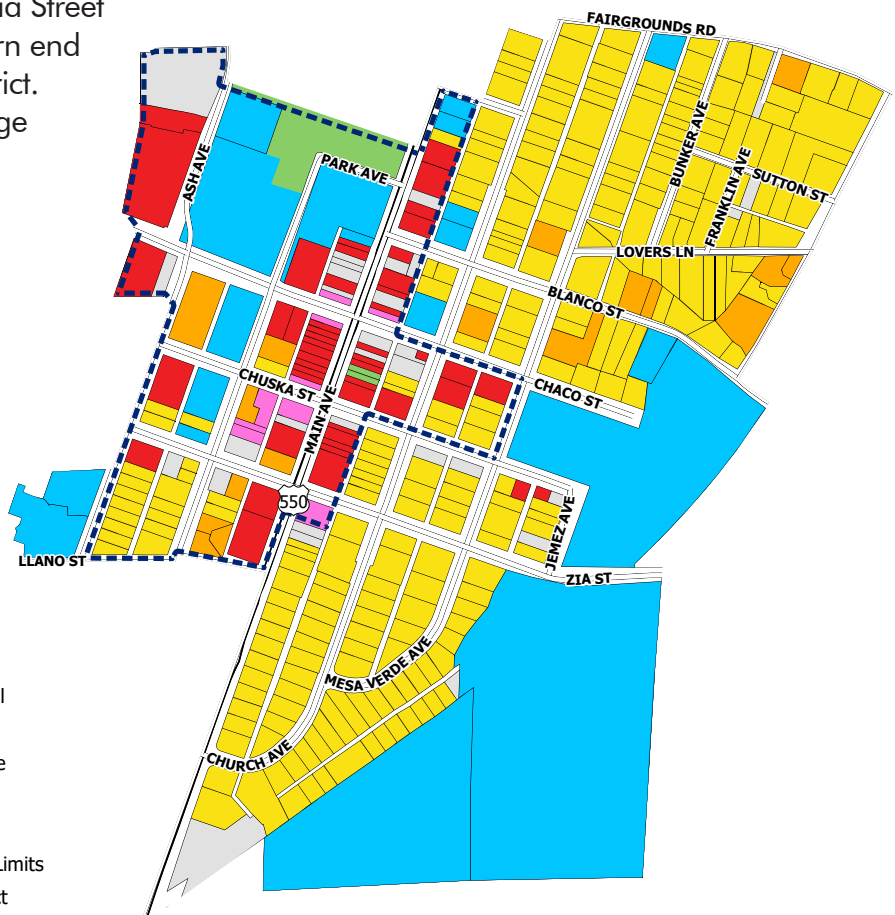 Street
rn end
rict.
ge
FAIRGROUNDS RD
ASH AVE
PARK AVE
BUNKER AVE
FRANKLIN AVE
SUTTON ST
LOVERS LN
BLANCO ST
CHUSKA ST
MAIN AVE
CHACO ST
550
JEMEZ AVE
LLANO ST
ZIA ST
MESA VERDE AVE
CHURCH AVE
l
e
Limits
ct